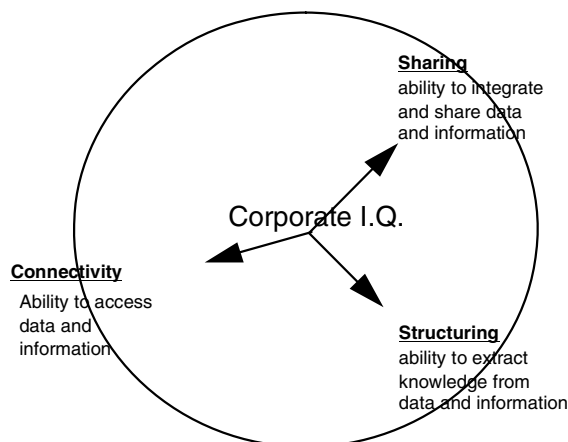 Sharing
ability to integrate
and share data
and information
Corporate I.Q.
Connectivity
Ability to access
data and
information
Structuring
ability to extract
knowledge from
data and information